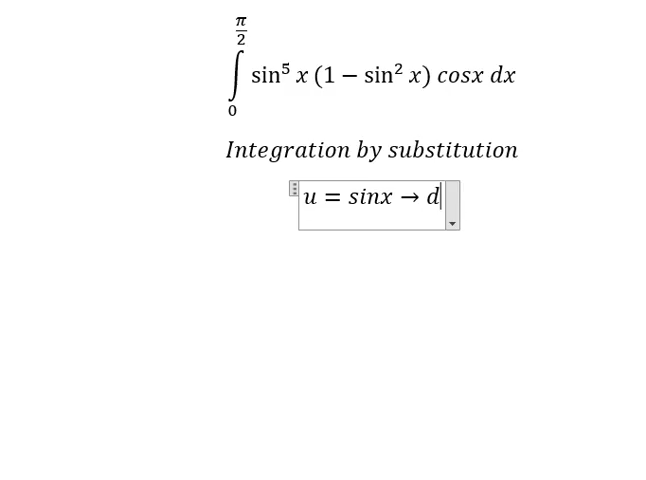 ∫₀^(π/2) sin⁵ x (1 − sin² x) cosx dx
Integration by substitution
u = sinx → d